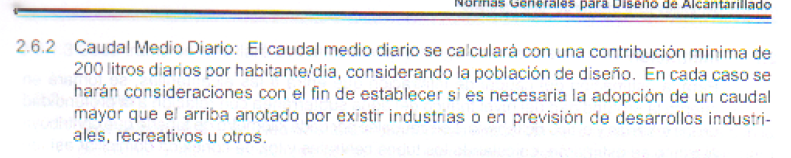 Normas Generales para Diseño de Alcantarillado
2.6.2 Caudal Medio Diario: El caudal medio diario se calculará con una contribución mínima de
200 litros diarios por habitante/día, considerando la población de diseño. En cada caso se
harán consideraciones con el fin de establecer si es necesaria la adopción de un caudal
mayor que el arriba anotado por existir industrias o en previsión de desarrollos industri-
ales, recreativos u otros.